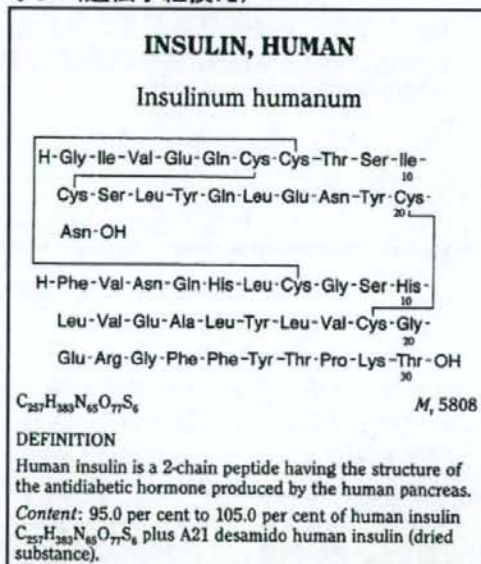 INSULIN, HUMAN
Insulinum humanum
H-Gly-Ile-Val-Glu-Gln-Cys-Cys-Thr-Ser-Ile-
10
Cys-Ser-Leu-Tyr-Gln-Leu-Glu-Asn-Tyr-Cys-
20
Asn-OH
H-Phe-Val-Asn-Gln-His-Leu-Cys-Gly-Ser-His-
10
Leu-Val-Glu-Ala-Leu-Tyr-Leu-Val-Cys-Gly-
20
Glu-Arg-Gly-Phe-Phe-Tyr-Thr-Pro-Lys-Thr-OH
30
C₂₅₇H₃₈₃N₆₅O₇₇S₆ Mᵣ 5808
DEFINITION
Human insulin is a 2-chain peptide having the structure of
the antidiabetic hormone produced by the human pancreas.
Content: 95.0 per cent to 105.0 per cent of human insulin
C₂₅₇H₃₈₃N₆₅O₇₇S₆ plus A21 desamido human insulin (dried
substance).